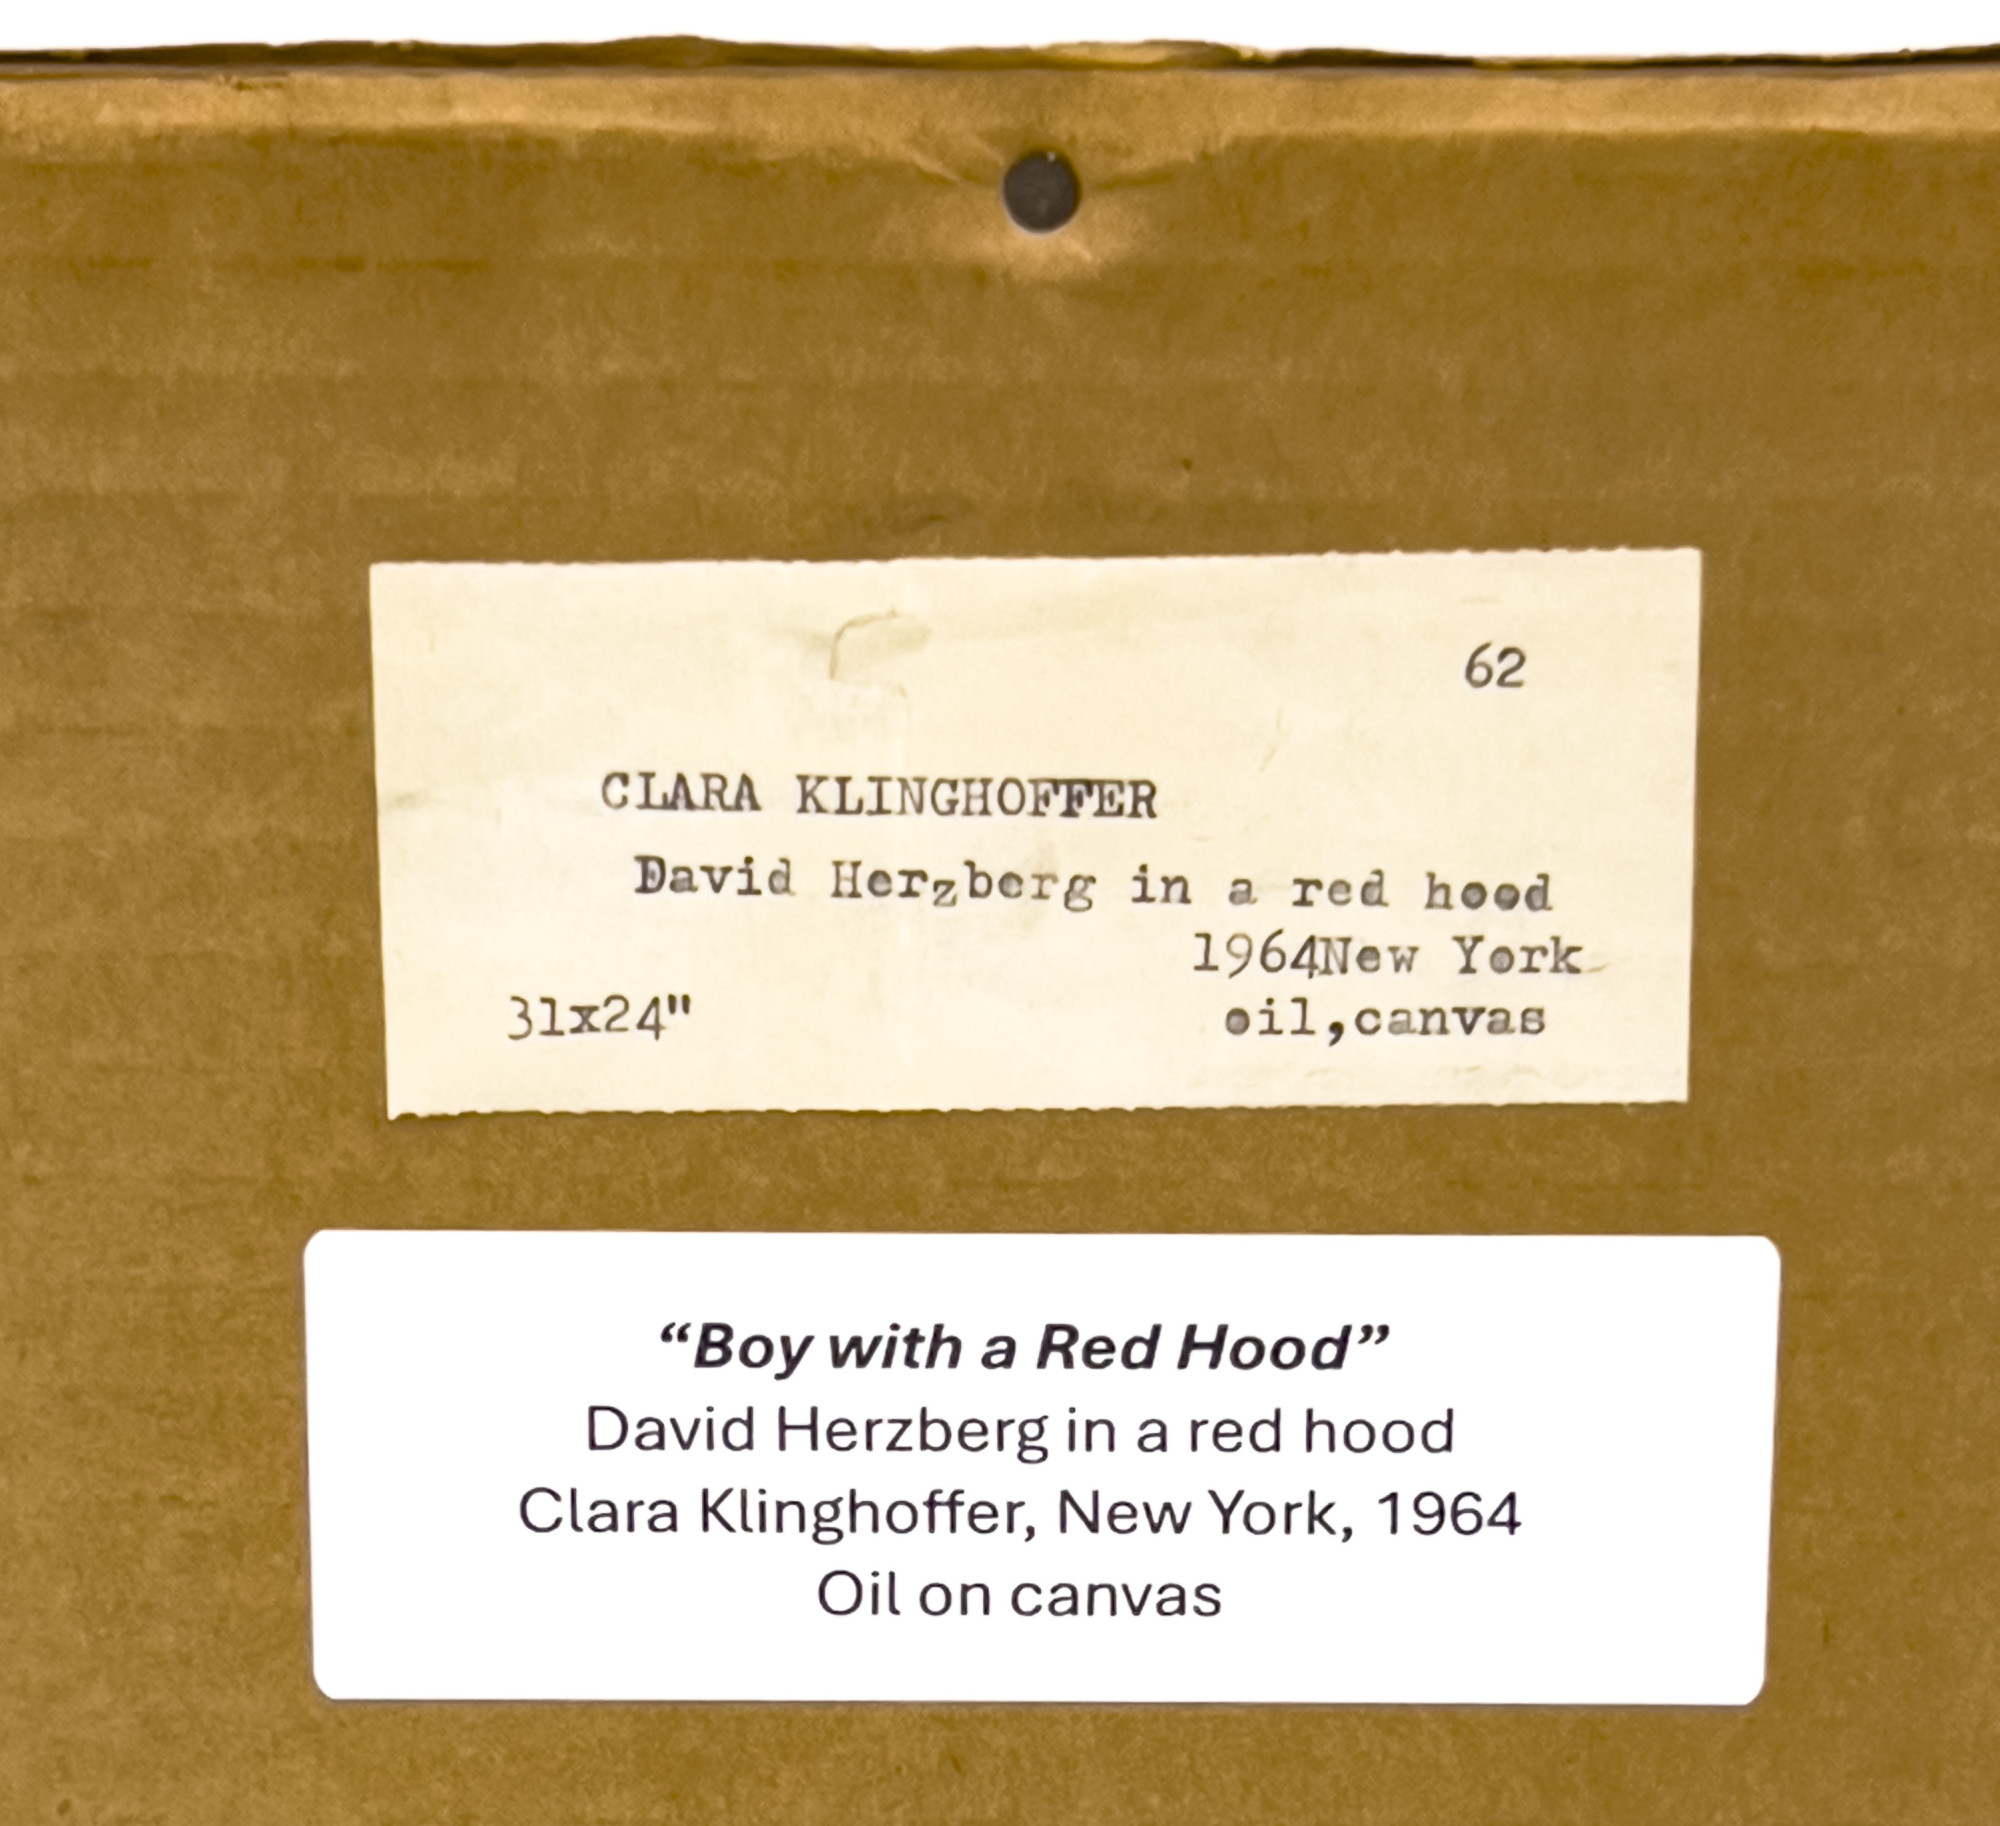 62
CLARA KLINGHOFFER
David Herzberg in a red hood
1964New York
31x24" oil,canvas
“Boy with a Red Hood”
David Herzberg in a red hood
Clara Klinghoffer, New York, 1964
Oil on canvas